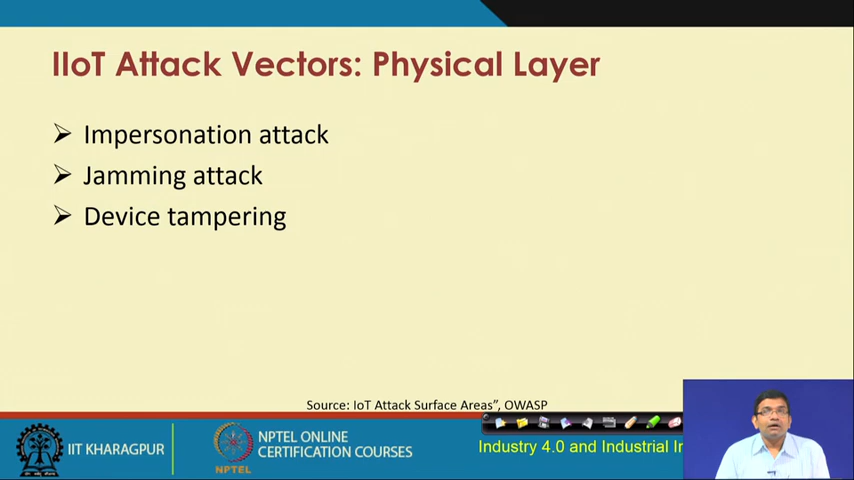 IIoT Attack Vectors: Physical Layer
Impersonation attack
Jamming attack
Device tampering
Source: IoT Attack Surface Areas”, OWASP
IIT KHARAGPUR
NPTEL
NPTEL ONLINE
CERTIFICATION COURSES
Industry 4.0 and Industrial In